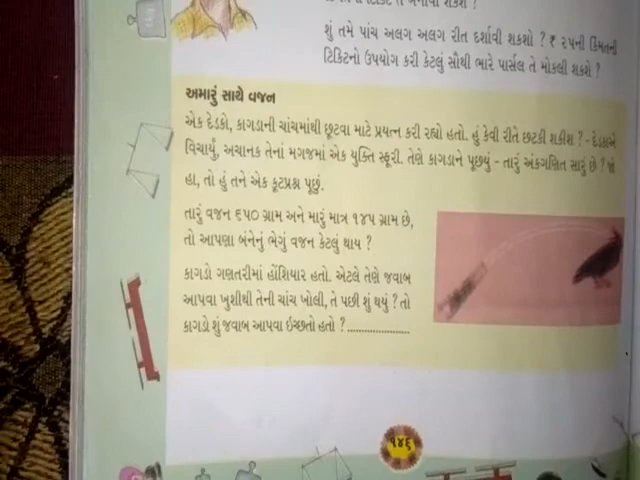 શું તમે પાંચ અલગ અલગ રીત દર્શાવી શકશો ? ₹ ૨૫ની કિંમતની
ટિકિટનો ઉપયોગ કરી કેટલું સૌથી ભારે પાર્સલ તે મોકલી શકશે ?
અમારું સાથે વજન
એક દેડકો, કાગડાની ચાંચમાંથી છૂટવા માટે પ્રયત્ન કરી રહ્યો હતો. હું કેવી રીતે છટકી શકીશ ? - દેડકાએ
વિચાર્યું, અચાનક તેનાં મગજમાં એક યુક્તિ સ્ફૂરી. તેણે કાગડાને પૂછ્યું - તારું અંકગણિત સારું છે ? જો
હા, તો હું તને એક કૂટપ્રશ્ન પૂછું.
તારું વજન ૬૫૦ ગ્રામ અને મારું માત્ર ૧૪૫ ગ્રામ છે,
તો આપણા બંનેનું ભેગું વજન કેટલું થાય ?
કાગડો ગણતરીમાં હોંશિયાર હતો. એટલે તેણે જવાબ
આપવા ખુશીથી તેની ચાંચ ખોલી, તે પછી શું થયું ? તો
કાગડો શું જવાબ આપવા ઇચ્છતો હતો ? ..................
૧૪૬